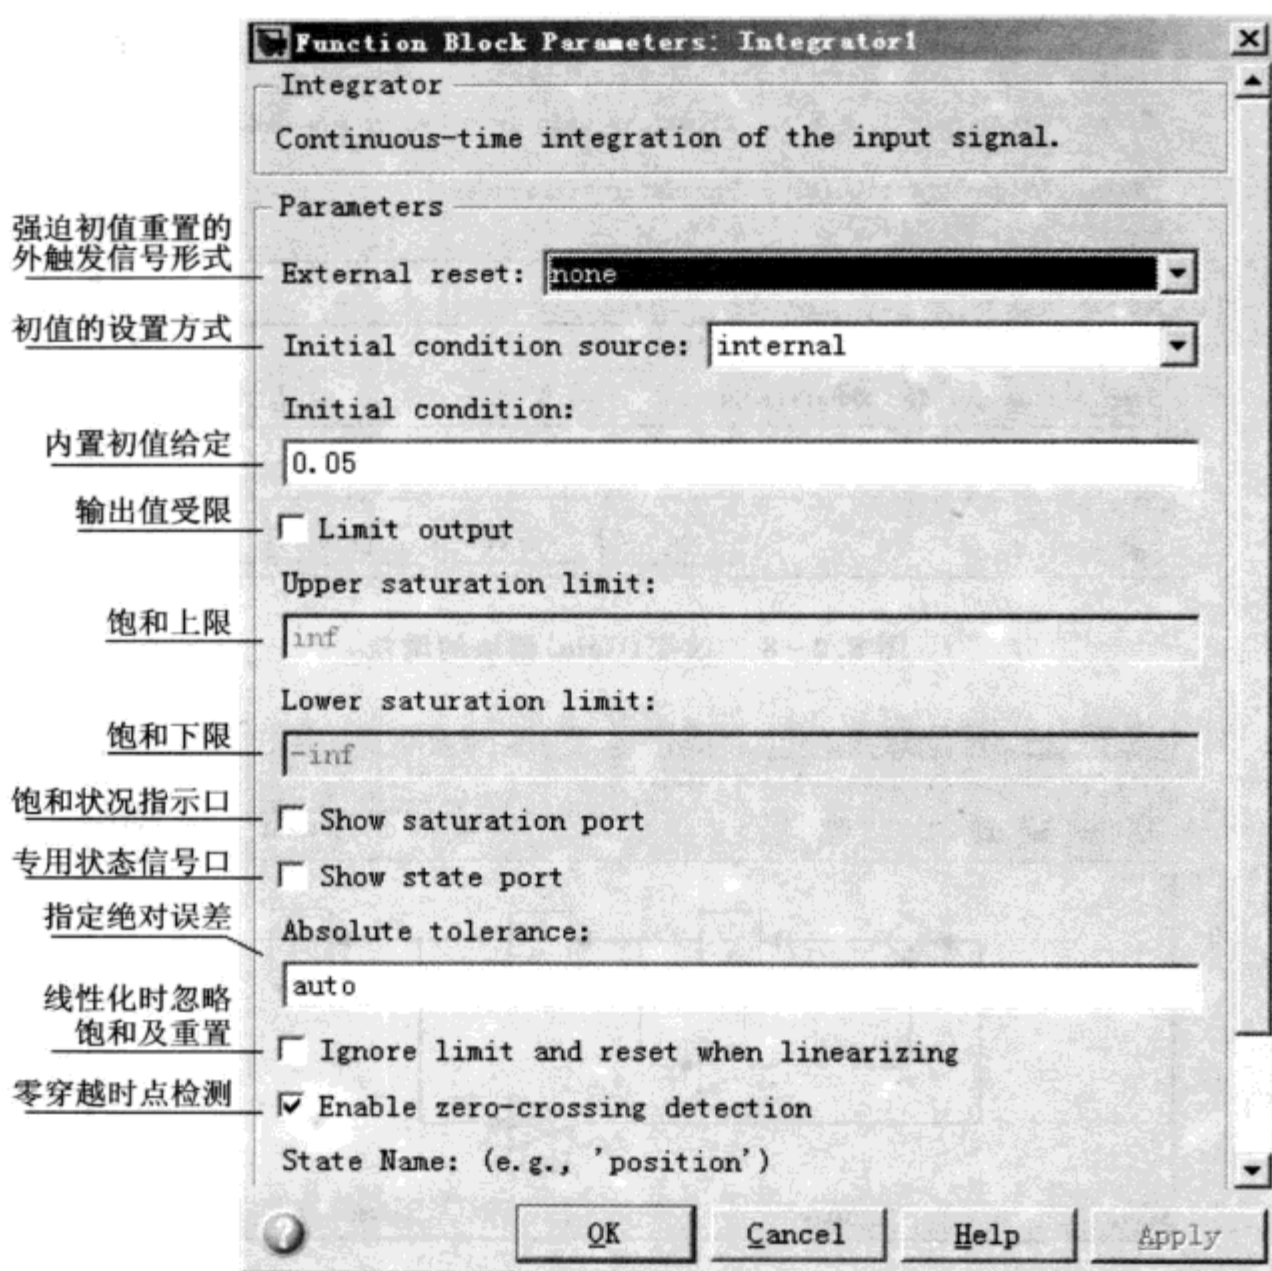 Function Block Parameters: Integrator1
Integrator
Continuous-time integration of the input signal.
Parameters
强迫初值重置的
外触发信号形式
External reset: none
初值的设置方式
Initial condition source: internal
Initial condition:
内置初值给定
0.05
输出值受限
Limit output
Upper saturation limit:
饱和上限
inf
Lower saturation limit:
饱和下限
-inf
饱和状况指示口
Show saturation port
专用状态信号口
Show state port
指定绝对误差
Absolute tolerance:
auto
线性化时忽略
饱和及重置
Ignore limit and reset when linearizing
零穿越时点检测
Enable zero-crossing detection
State Name: (e.g., 'position')
OK Cancel Help Apply